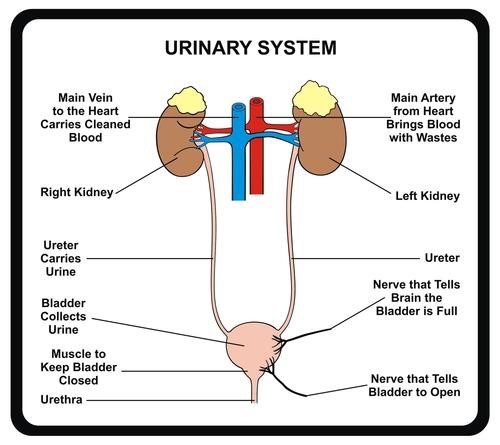 URINARY SYSTEM
Main Vein
to the Heart
Carries Cleaned
Blood
Main Artery
from Heart
Brings Blood
with Wastes
Right Kidney
Left Kidney
Ureter
Carries
Urine
Ureter
Nerve that Tells
Brain the
Bladder is Full
Bladder
Collects
Urine
Muscle to
Keep Bladder
Closed
Nerve that Tells
Bladder to Open
Urethra